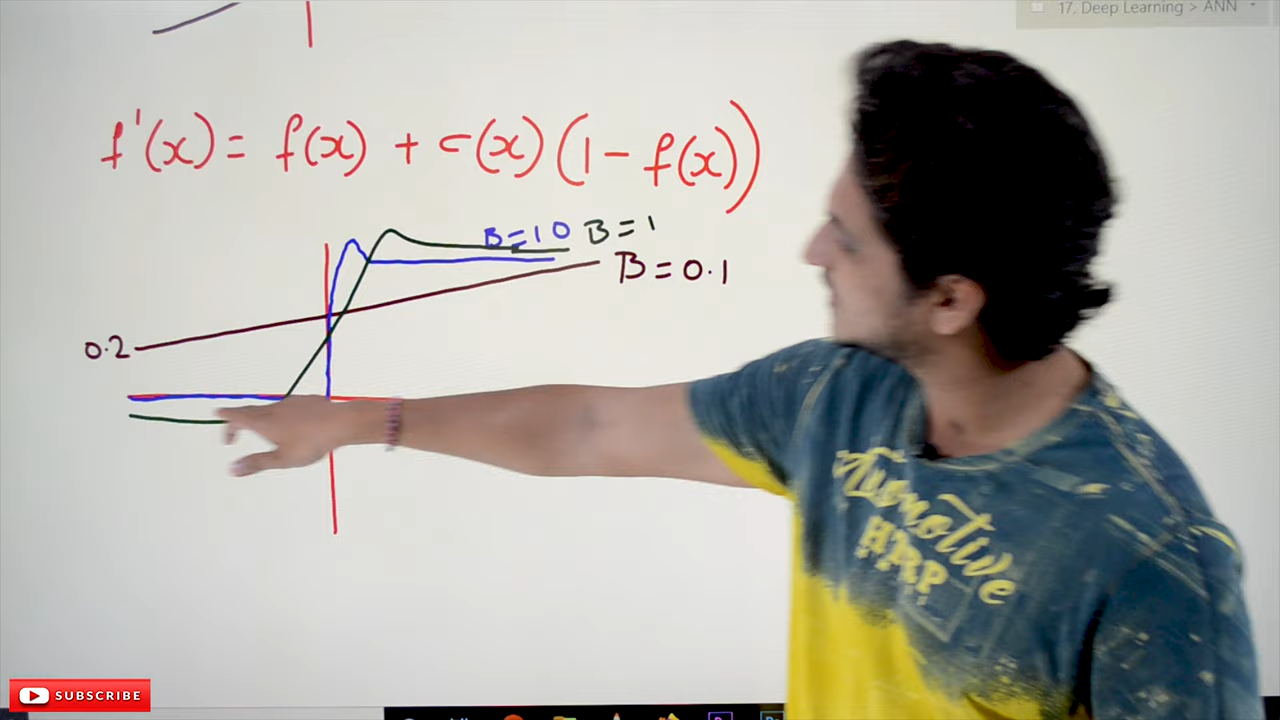 17. Deep Learning > ANN
f'(x) = f(x) + σ(x)(1 - f(x))
B=10 B=1
B=0.1
0.2
Automotive
SUBSCRIBE